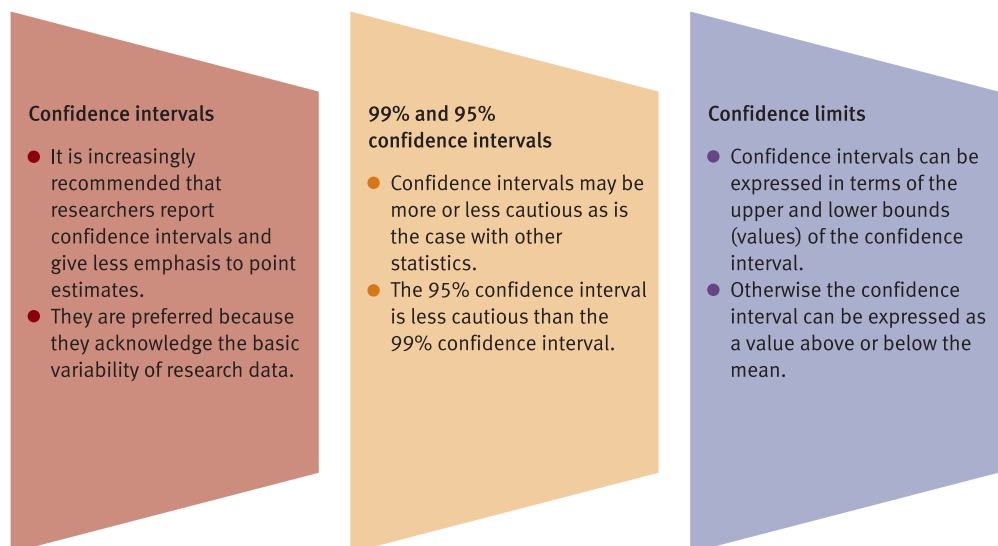 Confidence intervals
● It is increasingly
recommended that
researchers report
confidence intervals and
give less emphasis to point
estimates.
● They are preferred because
they acknowledge the basic
variability of research data.
99% and 95%
confidence intervals
● Confidence intervals may be
more or less cautious as is
the case with other
statistics.
● The 95% confidence interval
is less cautious than the
99% confidence interval.
Confidence limits
● Confidence intervals can be
expressed in terms of the
upper and lower bounds
(values) of the confidence
interval.
● Otherwise the confidence
interval can be expressed as
a value above or below the
mean.